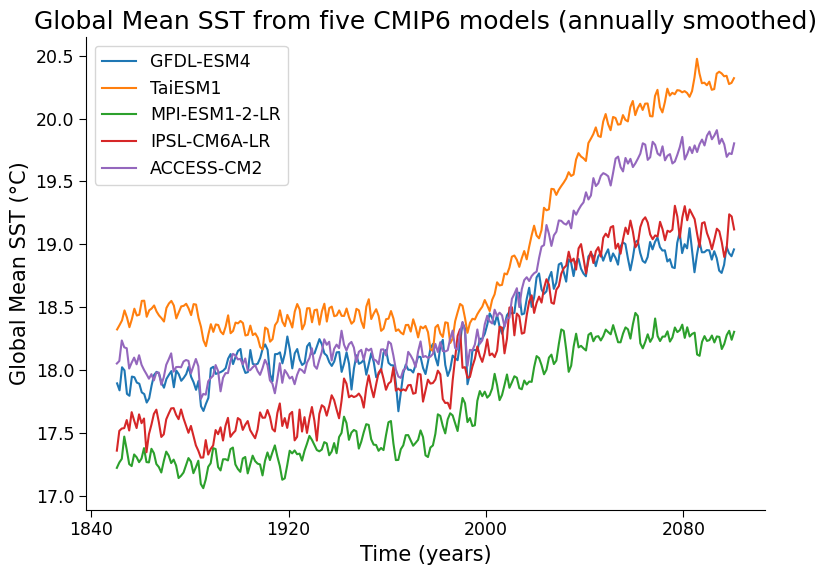 Global Mean SST from five CMIP6 models (annually smoothed)
GFDL-ESM4
TaiESM1
MPI-ESM1-2-LR
IPSL-CM6A-LR
ACCESS-CM2
Global Mean SST (°C)
20.5
20.0
19.5
19.0
18.5
18.0
17.5
17.0
1840 1920 2000 2080
Time (years)